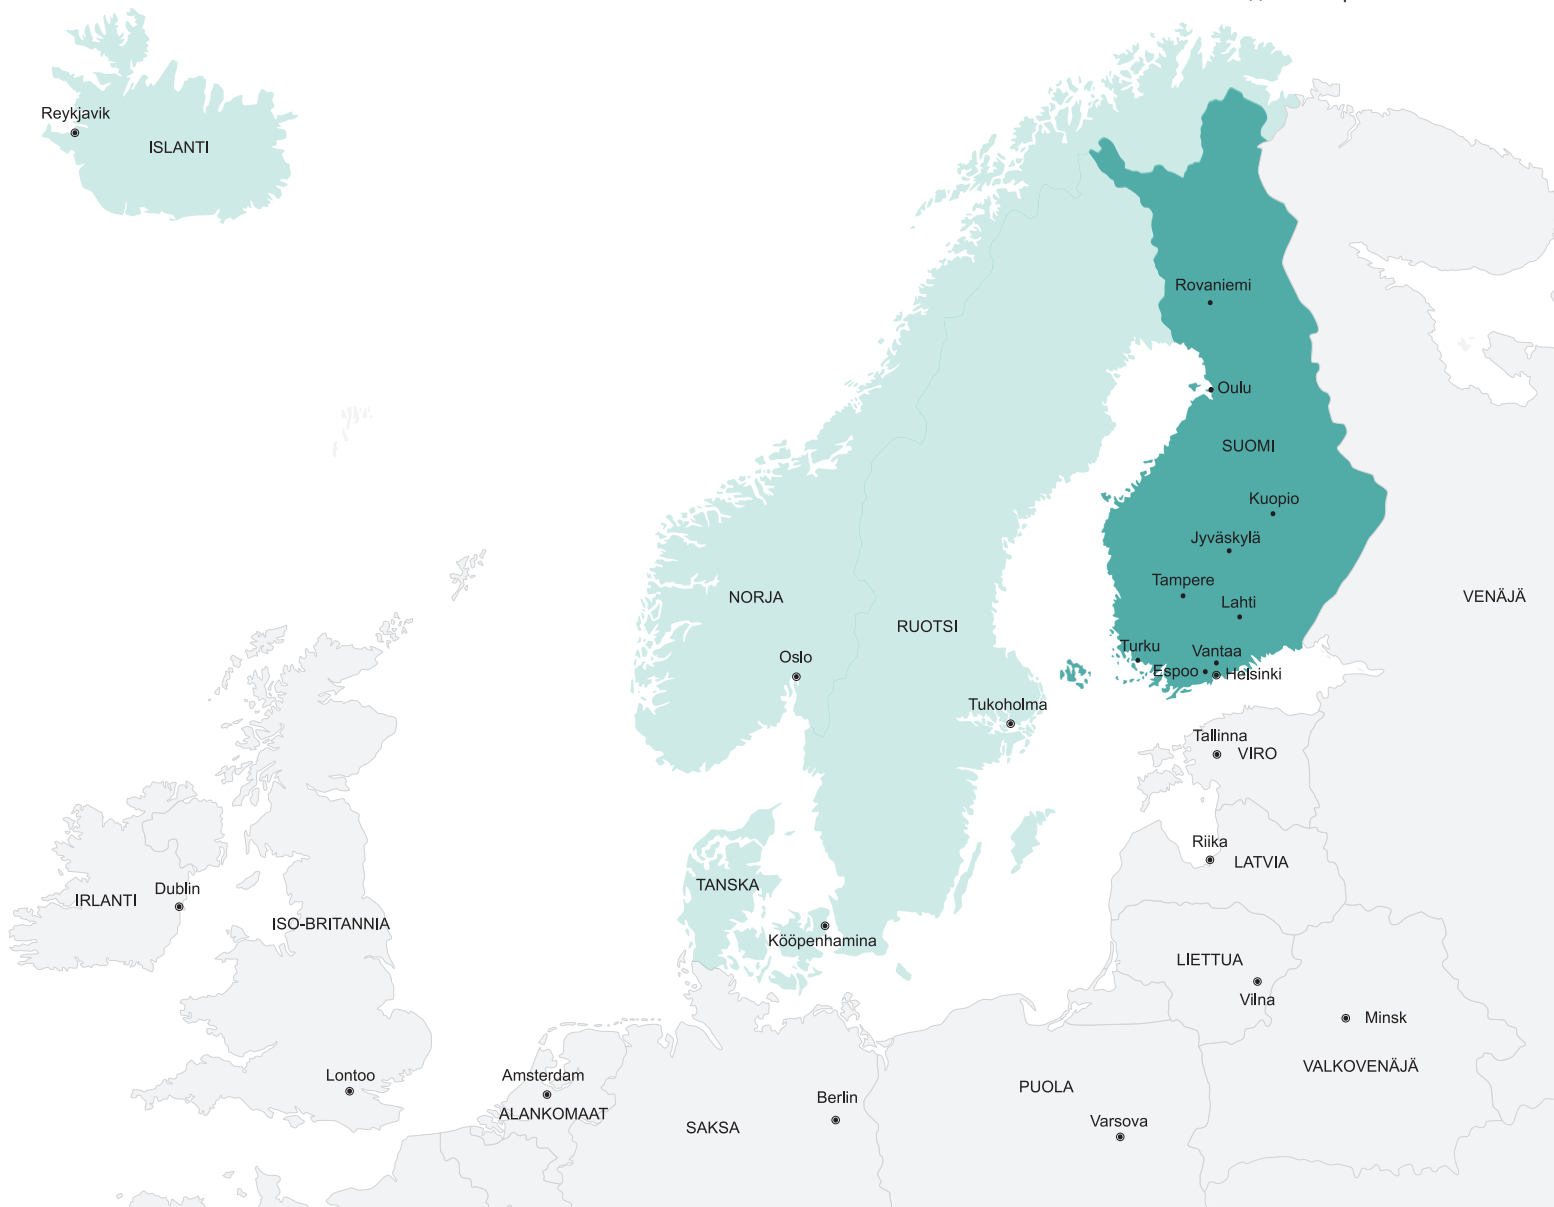 Reykjavik
ISLANTI
Rovaniemi
Oulu
SUOMI
Kuopio
Jyväskylä
Tampere
Lahti
NORJA
RUOTSI
VENÄJÄ
Turku
Vantaa
Oslo
Espoo
Helsinki
Tukoholma
Tallinna
VIRO
Riika
LATVIA
TANSKA
Dublin
IRLANTI
ISO-BRITANNIA
Kööpenhamina
LIETTUA
Vilna
Minsk
VALKOVENÄJÄ
Lontoo
Amsterdam
ALANKOMAAT
PUOLA
Berlin
SAKSA
Varsova